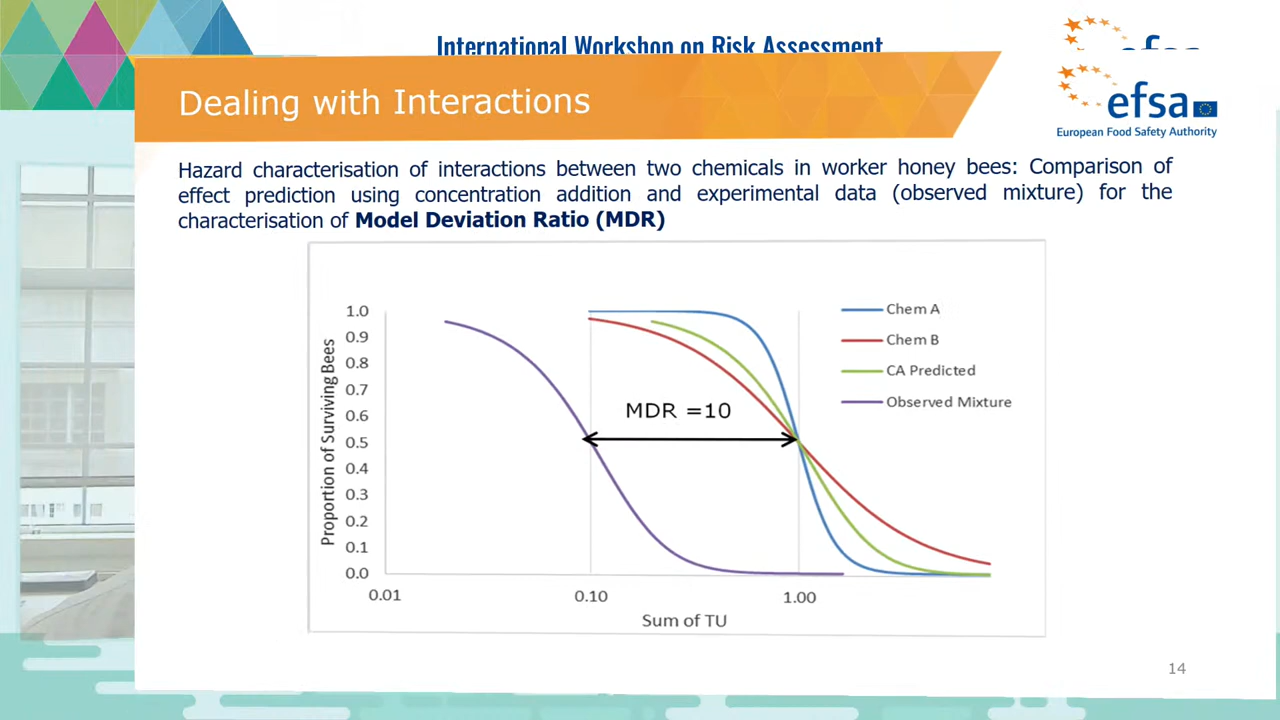 International Workshop on Risk Assessment
Dealing with Interactions
efsa
European Food Safety Authority
Hazard characterisation of interactions between two chemicals in worker honey bees: Comparison of
effect prediction using concentration addition and experimental data (observed mixture) for the
characterisation of Model Deviation Ratio (MDR)
Proportion of Surviving Bees
1.0
0.9
0.8
0.7
0.6
0.5
0.4
0.3
0.2
0.1
0.0
MDR =10
Chem A
Chem B
CA Predicted
Observed Mixture
0.01
0.10
1.00
Sum of TU
14